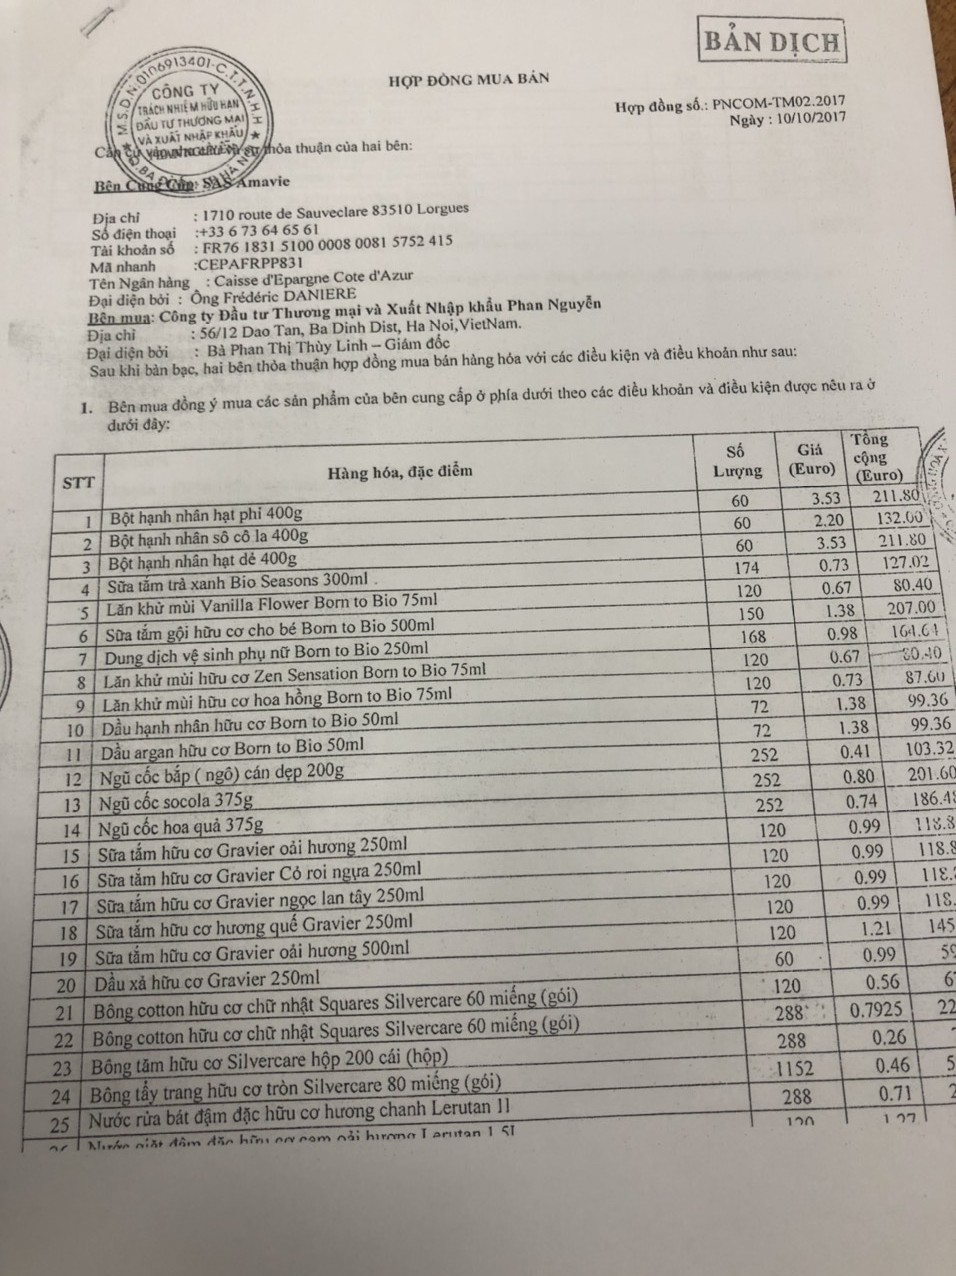 BẢN DỊCH
HỢP ĐỒNG MUA BÁN
Hợp đồng số.: PNCOM-TM02.2017
Ngày : 10/10/2017
M.S.D.N:0106913401-C.T.T.N.H.H
CÔNG TY
TRÁCH NHIỆM HỮU HẠN
ĐẦU TƯ THƯƠNG MẠI
VÀ XUẤT NHẬP KHẨU
Căn cứ thỏa thuận của hai bên:
Bên Cung Cấp: SAS Amavie
Địa chỉ : 1710 route de Sauveclare 83510 Lorgues
Số điện thoại :+33 6 73 64 65 61
Tài khoản số : FR76 1831 5100 0008 0081 5752 415
Mã nhanh :CEPAFRPP831
Tên Ngân hàng : Caisse d'Epargne Cote d'Azur
Đại diện bởi : Ông Frédéric DANIERE
Bên mua: Công ty Đầu tư Thương mại và Xuất Nhập khẩu Phan Nguyễn
Địa chỉ : 56/12 Dao Tan, Ba Dinh Dist, Ha Noi,VietNam.
Đại diện bởi : Bà Phan Thị Thùy Linh – Giám đốc
Sau khi bàn bạc, hai bên thỏa thuận hợp đồng mua bán hàng hóa với các điều kiện và điều khoản như sau:
1. Bên mua đồng ý mua các sản phẩm của bên cung cấp ở phía dưới theo các điều khoản và điều kiện được nêu ra ở
dưới đây:
STT Hàng hóa, đặc điểm Số Lượng Giá (Euro) Tổng cộng (Euro)
1 Bột hạnh nhân hạt phỉ 400g 60 3.53 211.80
2 Bột hạnh nhân sô cô la 400g 60 2.20 132.00
3 Bột hạnh nhân hạt dẻ 400g 60 3.53 211.80
4 Sữa tắm trà xanh Bio Seasons 300ml 174 0.73 127.02
5 Lăn khử mùi Vanilla Flower Born to Bio 75ml 120 0.67 80.40
6 Sữa tắm gội hữu cơ cho bé Born to Bio 500ml 150 1.38 207.00
7 Dung dịch vệ sinh phụ nữ Born to Bio 250ml 168 0.98 164.64
8 Lăn khử mùi hữu cơ Zen Sensation Born to Bio 75ml 120 0.67 80.40
9 Lăn khử mùi hữu cơ hoa hồng Born to Bio 75ml 120 0.73 87.60
10 Dầu hạnh nhân hữu cơ Born to Bio 50ml 72 1.38 99.36
11 Dầu argan hữu cơ Born to Bio 50ml 72 1.38 99.36
12 Ngũ cốc bắp ( ngô) cán dẹp 200g 252 0.41 103.32
13 Ngũ cốc socola 375g 252 0.80 201.60
14 Ngũ cốc hoa quả 375g 252 0.74 186.48
15 Sữa tắm hữu cơ Gravier oải hương 250ml 120 0.99 118.8
16 Sữa tắm hữu cơ Gravier Cỏ roi ngựa 250ml 120 0.99 118.8
17 Sữa tắm hữu cơ Gravier ngọc lan tây 250ml 120 0.99 118.
18 Sữa tắm hữu cơ hương quế Gravier 250ml 120 0.99 118.
19 Sữa tắm hữu cơ Gravier oải hương 500ml 120 1.21 145
20 Dầu xả hữu cơ Gravier 250ml 60 0.99 59
21 Bông cotton hữu cơ chữ nhật Squares Silvercare 60 miếng (gói) 120 0.56 6
22 Bông cotton hữu cơ chữ nhật Squares Silvercare 60 miếng (gói) 288 0.7925 22
23 Bông tăm hữu cơ Silvercare hộp 200 cái (hộp) 288 0.26
24 Bông tẩy trang hữu cơ tròn Silvercare 80 miếng (gói) 1152 0.46 5
25 Nước rửa bát đậm đặc hữu cơ hương chanh Lerutan 1l 288 0.71 2
Nước giặt đậm đặc hữu cơ cam oải hương Lerutan 1.5l 120 1.27